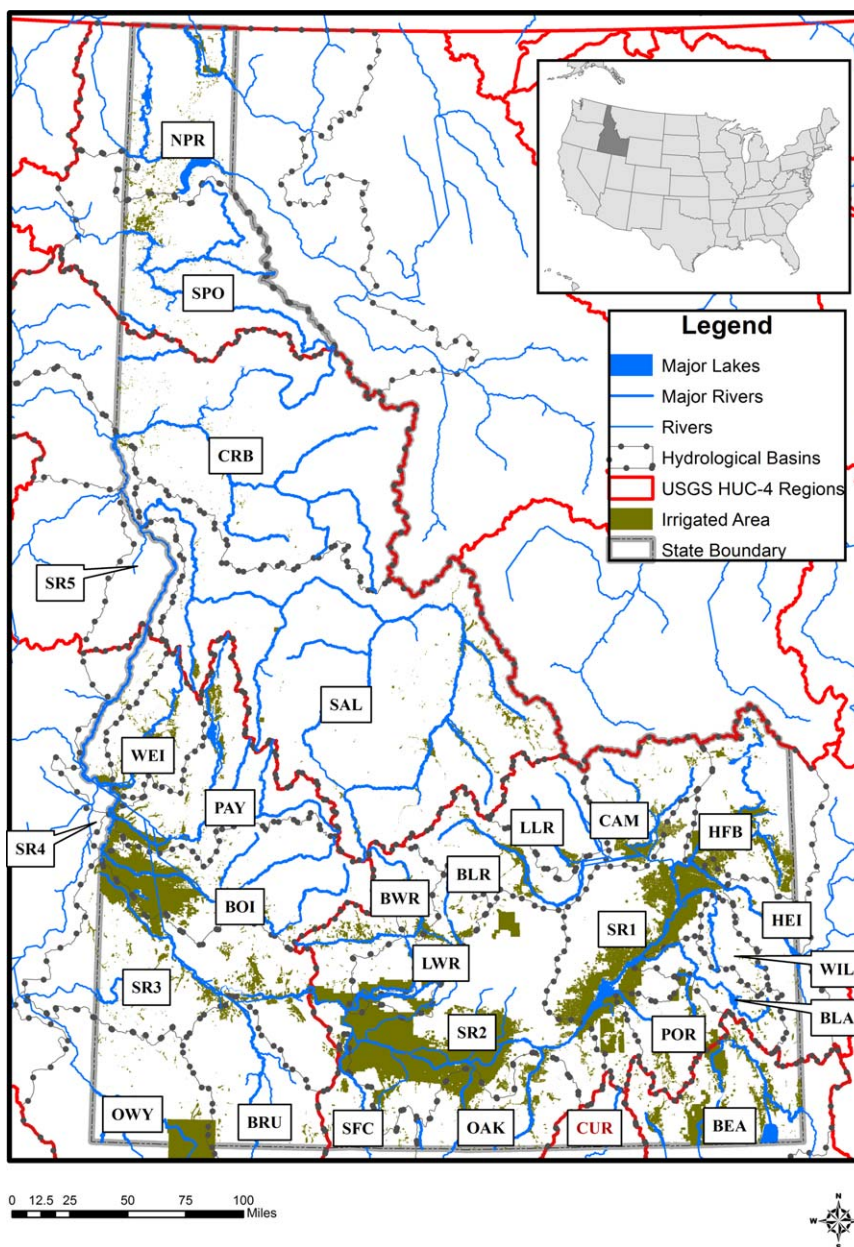 NPR
SPO
Legend
Major Lakes
Major Rivers
Rivers
Hydrological Basins
USGS HUC-4 Regions
Irrigated Area
State Boundary
CRB
SR5
SAL
WEI
PAY
LLR
CAM
HFB
SR4
BOI
BWR
BLR
HEI
SR1
LWR
WIL
SR3
BLA
SR2
POR
OWY
BRU
SFC
OAK
CUR
BEA
0 12.5 25 50 75 100
Miles
N
W E
S